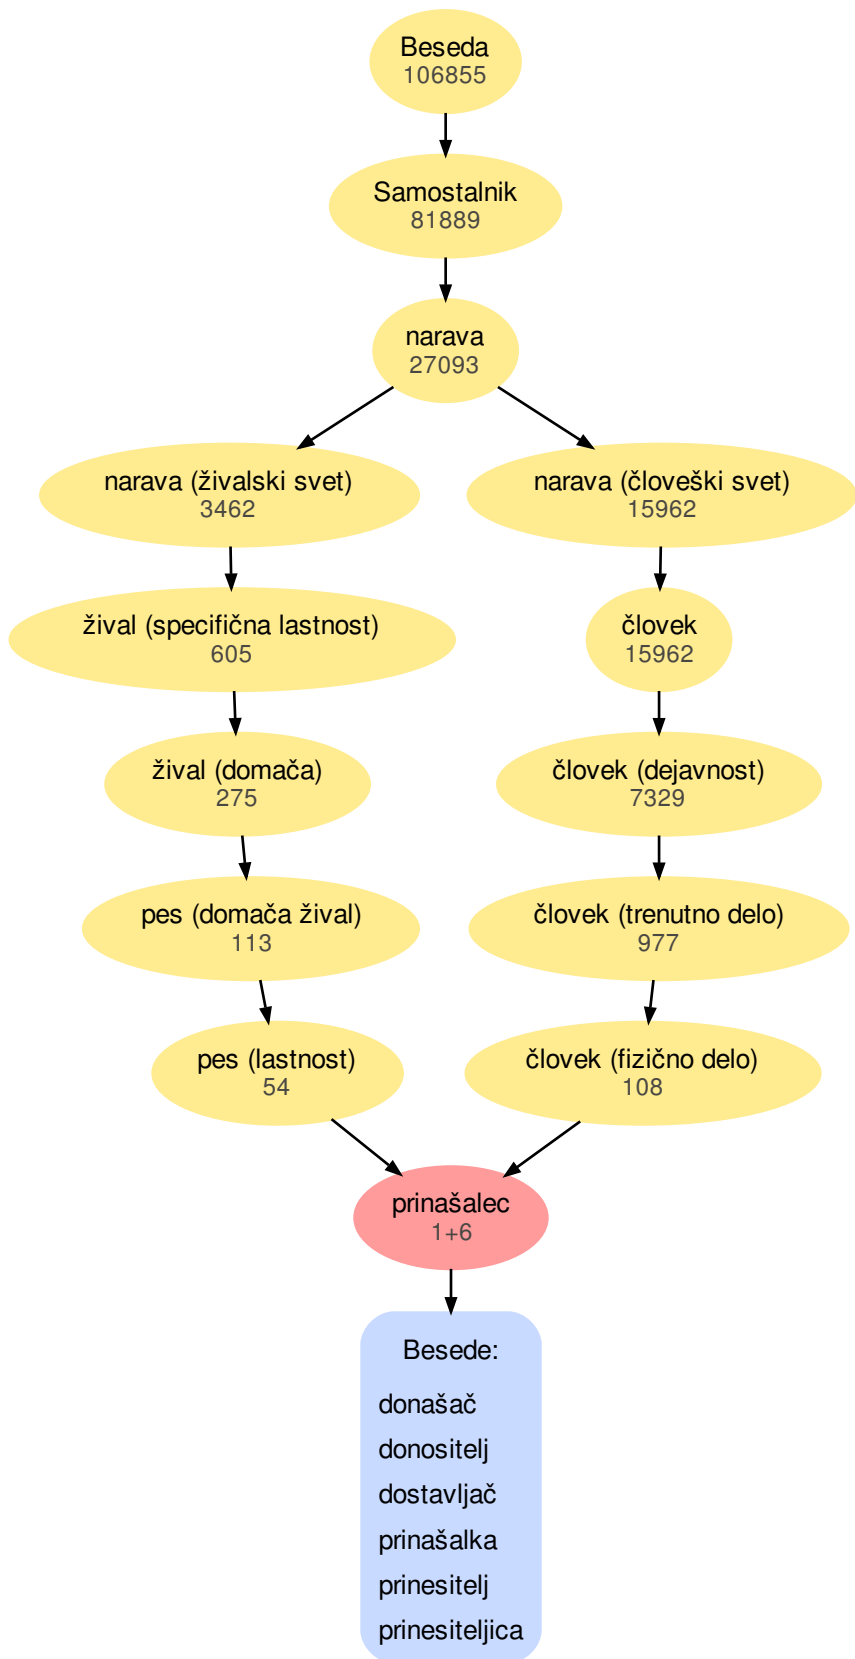 Beseda
106855
Samostalnik
81889
narava
27093
narava (živalski svet)
3462
narava (človeški svet)
15962
žival (specifična lastnost)
605
človek
15962
žival (domača)
275
človek (dejavnost)
7329
pes (domača žival)
113
človek (trenutno delo)
977
pes (lastnost)
54
človek (fizično delo)
108
prinašalec
1+6
Besede:
donašač
donositelj
dostavljač
prinašalka
prinesitelj
prinesiteljica